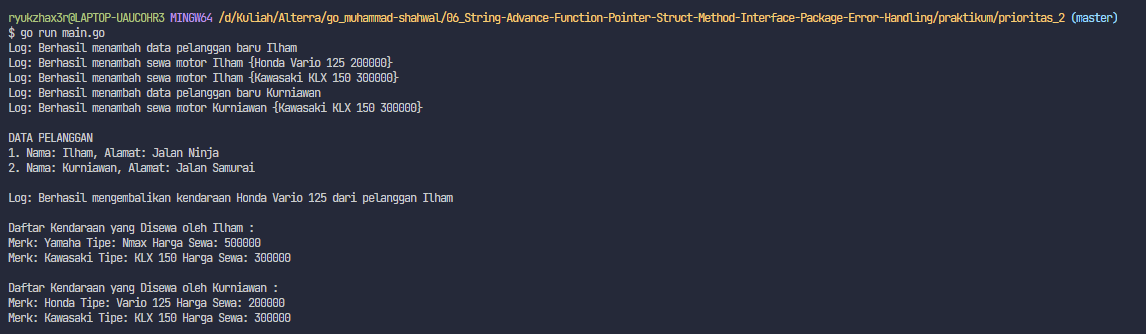 ryukzhax3r@LAPTOP-UAUCOHR3 MINGW64 /d/Kuliah/Alterra/go_muhammad-shahwal/06_String-Advance-Function-Pointer-Struct-Method-Interface-Package-Error-Handling/praktikum/prioritas_2 (master)
$ go run main.go
Log: Berhasil menambah data pelanggan baru Ilham
Log: Berhasil menambah sewa motor Ilham {Honda Vario 125 200000}
Log: Berhasil menambah sewa motor Ilham {Kawasaki KLX 150 300000}
Log: Berhasil menambah data pelanggan baru Kurniawan
Log: Berhasil menambah sewa motor Kurniawan {Kawasaki KLX 150 300000}
DATA PELANGGAN
1. Nama: Ilham, Alamat: Jalan Ninja
2. Nama: Kurniawan, Alamat: Jalan Samurai
Log: Berhasil mengembalikan kendaraan Honda Vario 125 dari pelanggan Ilham
Daftar Kendaraan yang Disewa oleh Ilham :
Merk: Yamaha Tipe: Nmax Harga Sewa: 500000
Merk: Kawasaki Tipe: KLX 150 Harga Sewa: 300000
Daftar Kendaraan yang Disewa oleh Kurniawan :
Merk: Honda Tipe: Vario 125 Harga Sewa: 200000
Merk: Kawasaki Tipe: KLX 150 Harga Sewa: 300000